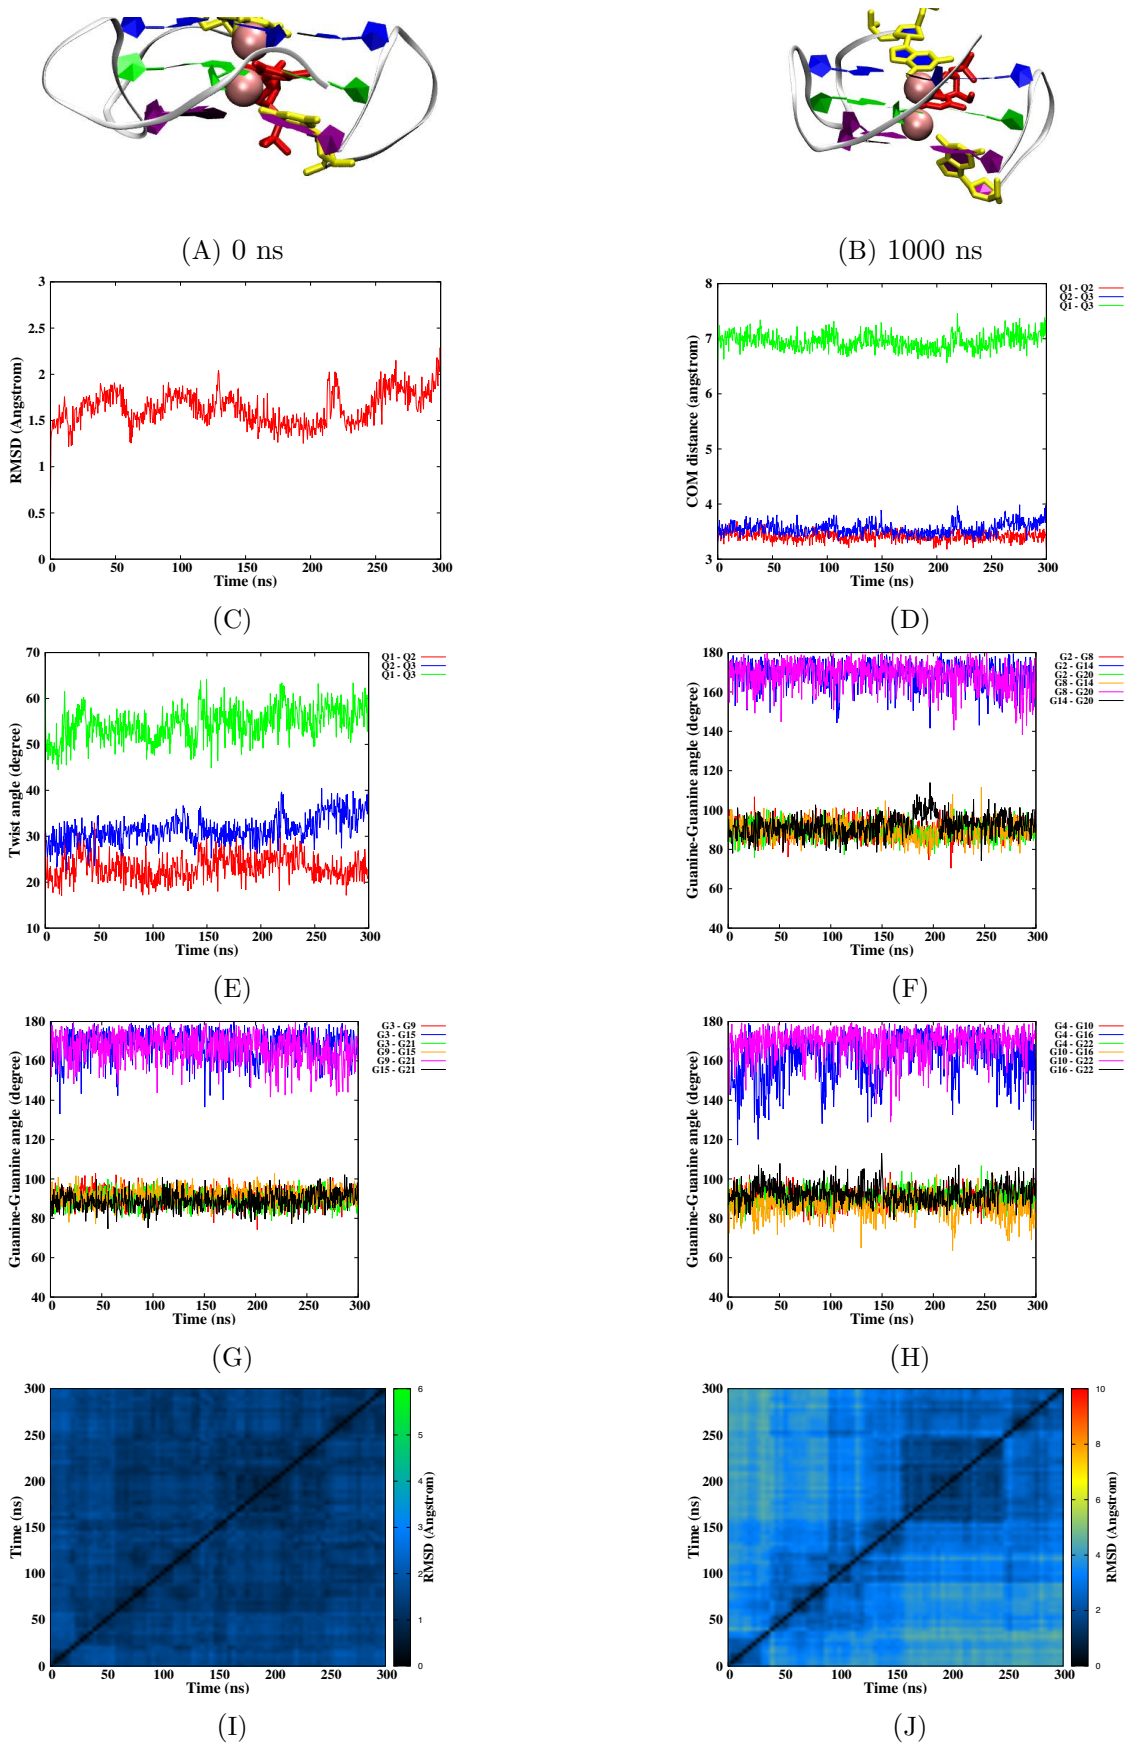 (A) 0 ns
(B) 1000 ns
RMSD (Angstrom)
3
2.5
2
1.5
1
0.5
0
0 50 100 150 200 250 300
Time (ns)
(C)
COM distance (angstrom)
8
7
6
5
4
3
0 50 100 150 200 250 300
Time (ns)
Q1 - Q2
Q2 - Q3
Q1 - Q3
(D)
Twist angle (degree)
70
60
50
40
30
20
10
0 50 100 150 200 250 300
Time (ns)
Q1 - Q2
Q2 - Q3
Q1 - Q3
(E)
Guanine-Guanine angle (degree)
180
160
140
120
100
80
60
40
0 50 100 150 200 250 300
Time (ns)
G2 - G8
G2 - G14
G2 - G20
G8 - G14
G8 - G20
G14 - G20
(F)
Guanine-Guanine angle (degree)
180
160
140
120
100
80
60
40
0 50 100 150 200 250 300
Time (ns)
G3 - G9
G3 - G15
G3 - G21
G9 - G15
G9 - G21
G15 - G21
(G)
Guanine-Guanine angle (degree)
180
160
140
120
100
80
60
40
0 50 100 150 200 250 300
Time (ns)
G4 - G10
G4 - G16
G4 - G22
G10 - G16
G10 - G22
G16 - G22
(H)
Time (ns)
300
250
200
150
100
50
0
0 50 100 150 200 250 300
Time (ns)
6
5
4
3
2
1
0
RMSD (Angstrom)
(I)
Time (ns)
300
250
200
150
100
50
0
0 50 100 150 200 250 300
Time (ns)
10
8
6
4
2
0
RMSD (Angstrom)
(J)